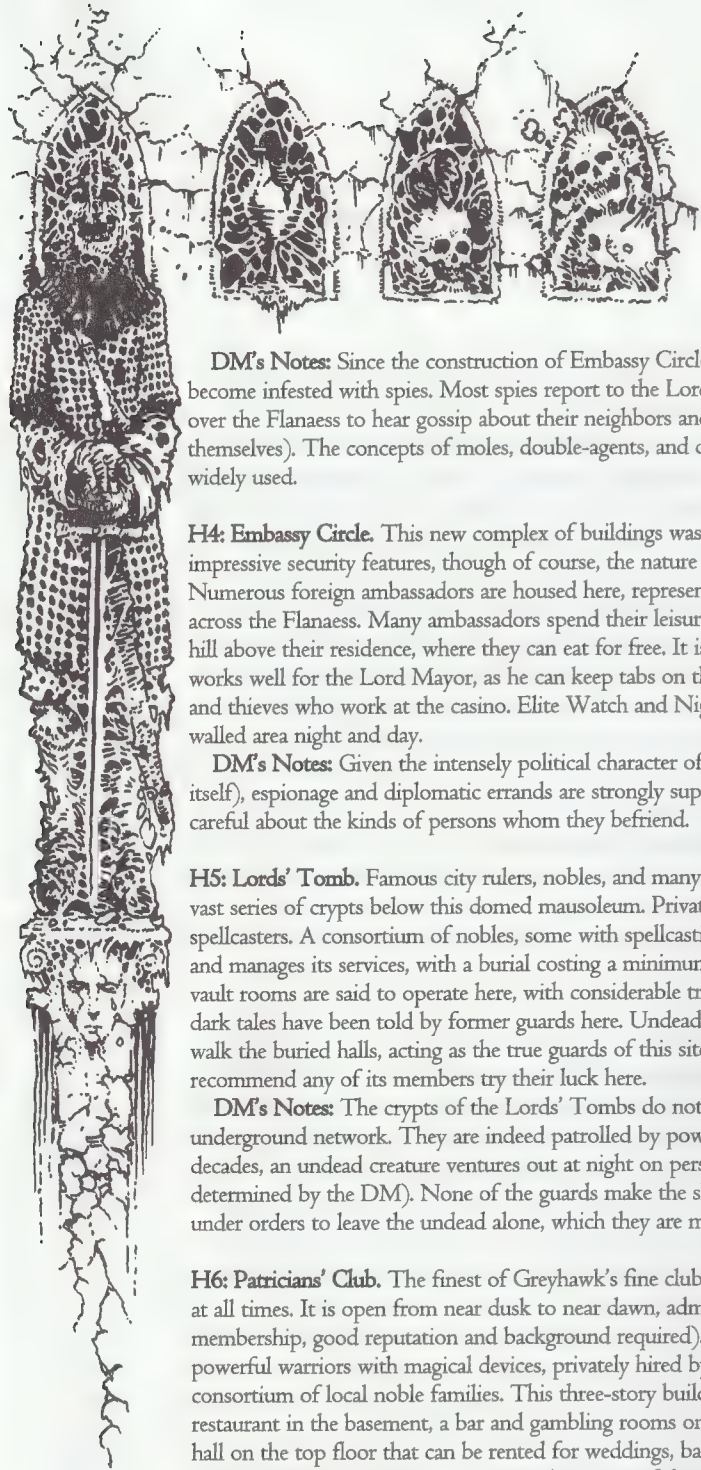 DM's Notes: Since the construction of Embassy Circl
become infested with spies. Most spies report to the Lor
over the Flanaess to hear gossip about their neighbors an
themselves). The concepts of moles, double-agents, and
widely used.
H4: Embassy Circle. This new complex of buildings was
impressive security features, though of course, the nature
Numerous foreign ambassadors are housed here, represe
across the Flanaess. Many ambassadors spend their leisu
hill above their residence, where they can eat for free. It i
works well for the Lord Mayor, as he can keep tabs on t
and thieves who work at the casino. Elite Watch and Ni
walled area night and day.
DM's Notes: Given the intensely political character of
itself), espionage and diplomatic errands are strongly sup
careful about the kinds of persons whom they befriend.
H5: Lords' Tomb. Famous city rulers, nobles, and many
vast series of crypts below this domed mausoleum. Priva
spellcasters. A consortium of nobles, some with spellcast
and manages its services, with a burial costing a minimu
vault rooms are said to operate here, with considerable tr
dark tales have been told by former guards here. Undead
walk the buried halls, acting as the true guards of this site
recommend any of its members try their luck here.
DM's Notes: The crypts of the Lords' Tombs do not
underground network. They are indeed patrolled by pow
decades, an undead creature ventures out at night on pers
determined by the DM). None of the guards make the s
under orders to leave the undead alone, which they are m
H6: Patricians' Club. The finest of Greyhawk's fine club
at all times. It is open from near dusk to near dawn, adm
membership, good reputation and background required)
powerful warriors with magical devices, privately hired b
consortium of local noble families. This three-story buil
restaurant in the basement, a bar and gambling rooms o
hall on the top floor that can be rented for weddings, ba